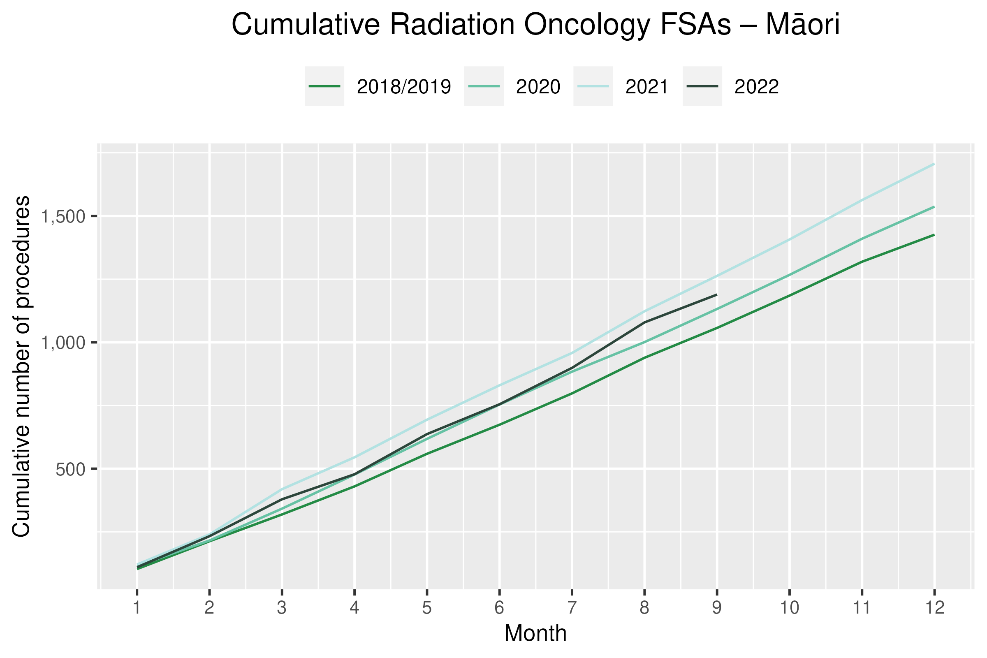 Cumulative Radiation Oncology FSAs – Māori
2018/2019 2020 2021 2022
Cumulative number of procedures
1,500
1,000
500
1 2 3 4 5 6 7 8 9 10 11 12
Month